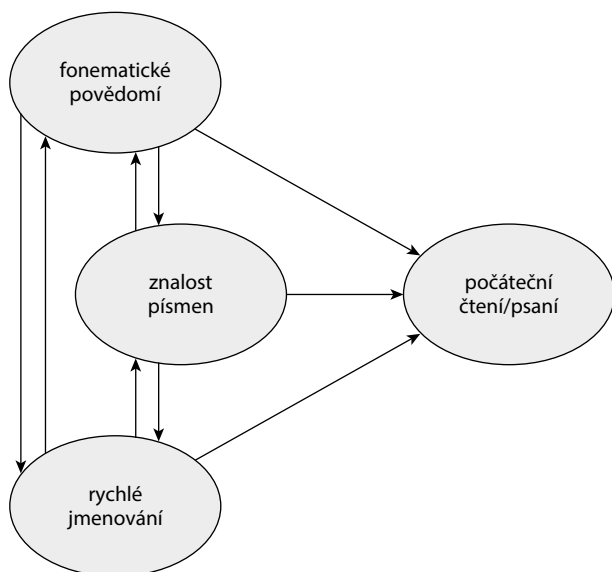 fonematické
povědomí
znalost
písmen
počáteční
čtení/psaní
rychlé
jmenování